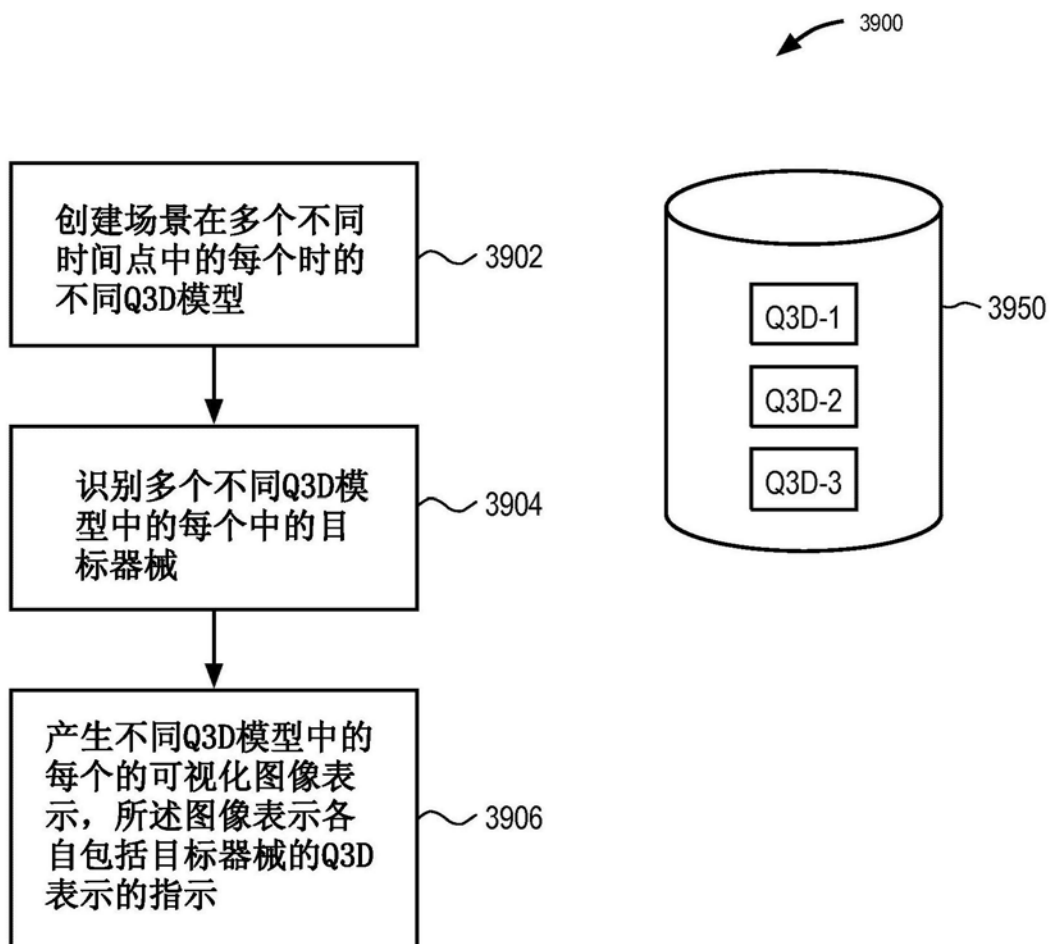 3900
创建场景在多个不同
时间点中的每个时的
不同Q3D模型
3902
识别多个不同Q3D模
型中的每个中的目
标器械
3904
产生不同Q3D模型中的
每个的可视化图像表
示，所述图像表示各
自包括目标器械的Q3D
表示的指示
3906
Q3D-1
Q3D-2
Q3D-3
3950